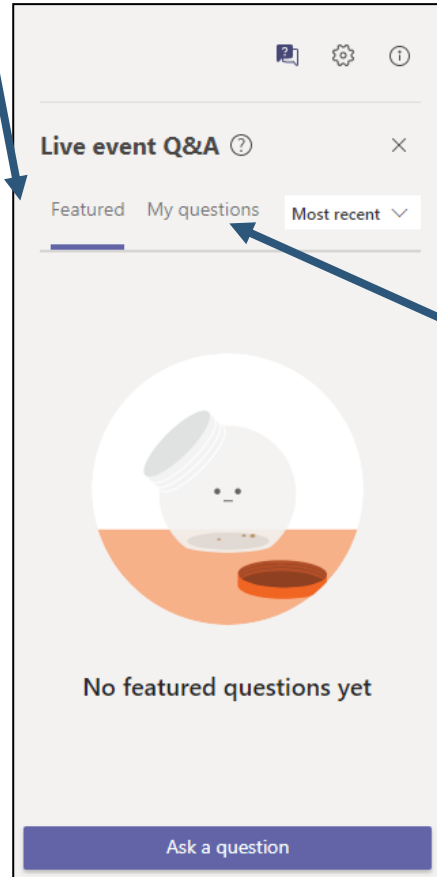 Live event Q&A
Featured My questions Most recent
No featured questions yet
Ask a question